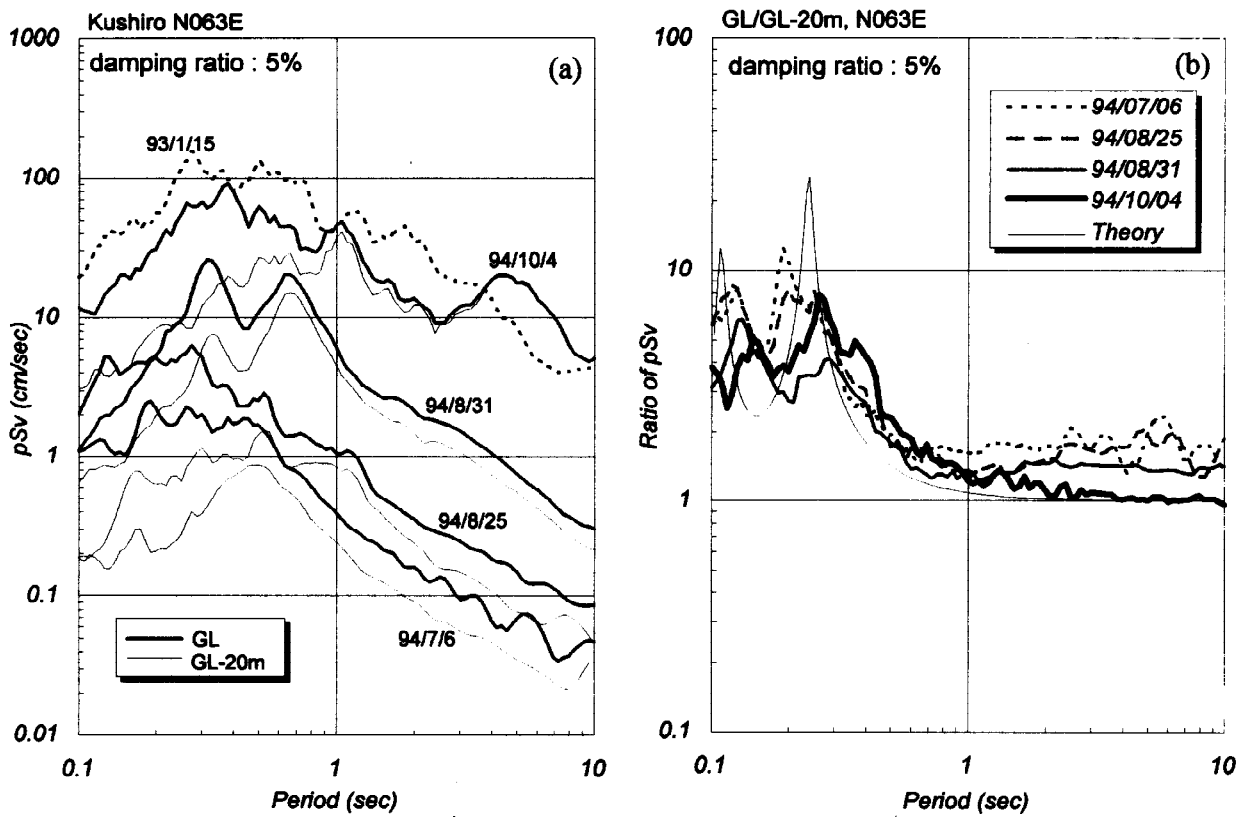 Kushiro N063E
damping ratio : 5%
(a)
1000
100
10
1
0.1
0.01
pSv (cm/sec)
93/1/15
94/10/4
94/8/31
94/8/25
94/7/6
GL
GL-20m
0.1
1
10
Period (sec)
GL/GL-20m, N063E
damping ratio : 5%
(b)
100
10
1
0.1
Ratio of pSv
94/07/06
94/08/25
94/08/31
94/10/04
Theory
0.1
1
10
Period (sec)